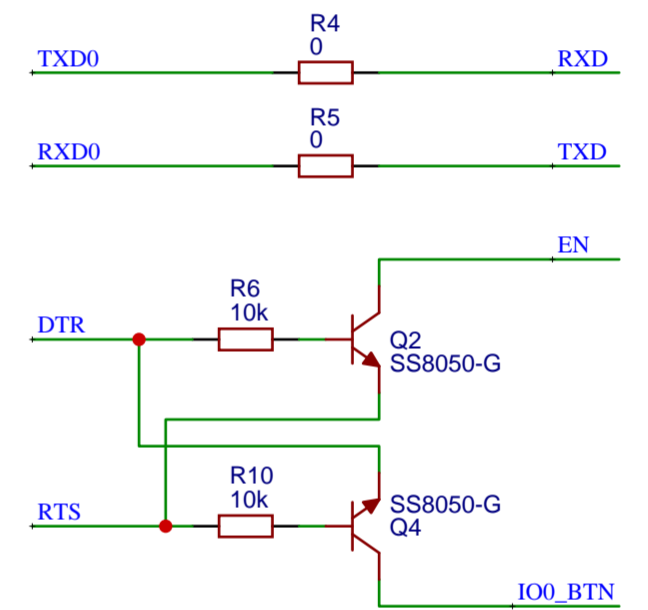 R4
0
TXD0
RXD
R5
0
RXD0
TXD
EN
R6
10k
DTR
Q2
SS8050-G
R10
10k
RTS
SS8050-G
Q4
IO0_BTN